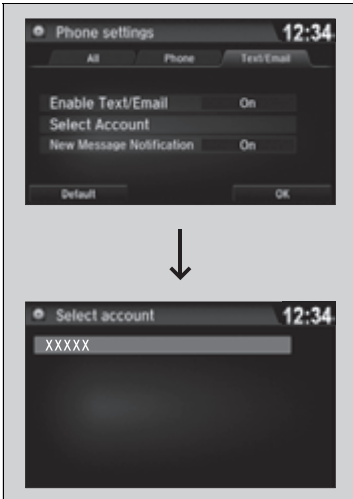 Phone settings 12:34
All Phone Text/Email
Enable Text/Email On
Select Account
New Message Notification On
Default OK
Select account 12:34
XXXXX